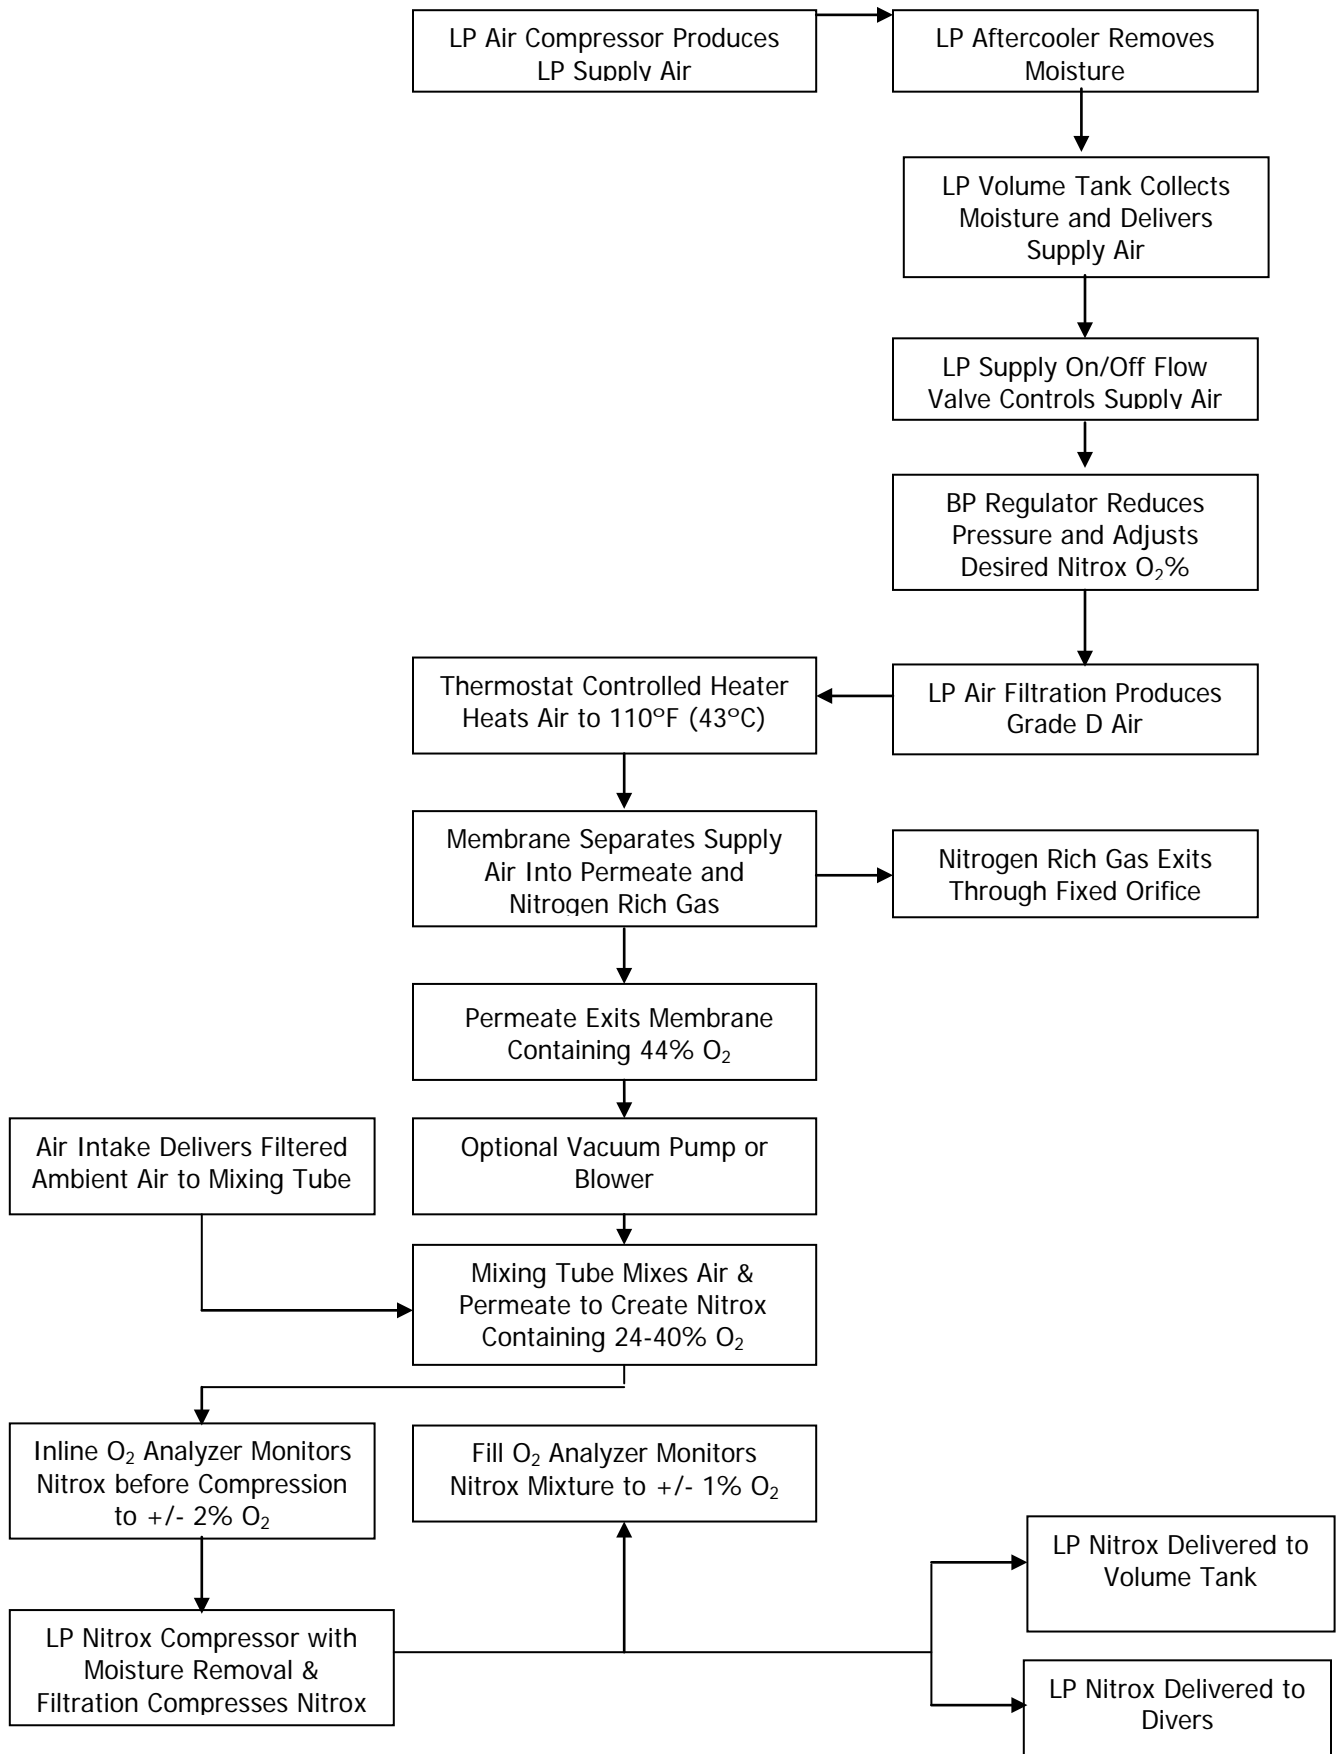 LP Air Compressor Produces
LP Supply Air
LP Aftercooler Removes
Moisture
LP Volume Tank Collects
Moisture and Delivers
Supply Air
LP Supply On/Off Flow
Valve Controls Supply Air
BP Regulator Reduces
Pressure and Adjusts
Desired Nitrox O₂%
LP Air Filtration Produces
Grade D Air
Thermostat Controlled Heater
Heats Air to 110ºF (43ºC)
Membrane Separates Supply
Air Into Permeate and
Nitrogen Rich Gas
Nitrogen Rich Gas Exits
Through Fixed Orifice
Permeate Exits Membrane
Containing 44% O₂
Optional Vacuum Pump or
Blower
Air Intake Delivers Filtered
Ambient Air to Mixing Tube
Mixing Tube Mixes Air &
Permeate to Create Nitrox
Containing 24-40% O₂
Inline O₂ Analyzer Monitors
Nitrox before Compression
to +/- 2% O₂
Fill O₂ Analyzer Monitors
Nitrox Mixture to +/- 1% O₂
LP Nitrox Compressor with
Moisture Removal &
Filtration Compresses Nitrox
LP Nitrox Delivered to
Volume Tank
LP Nitrox Delivered to
Divers